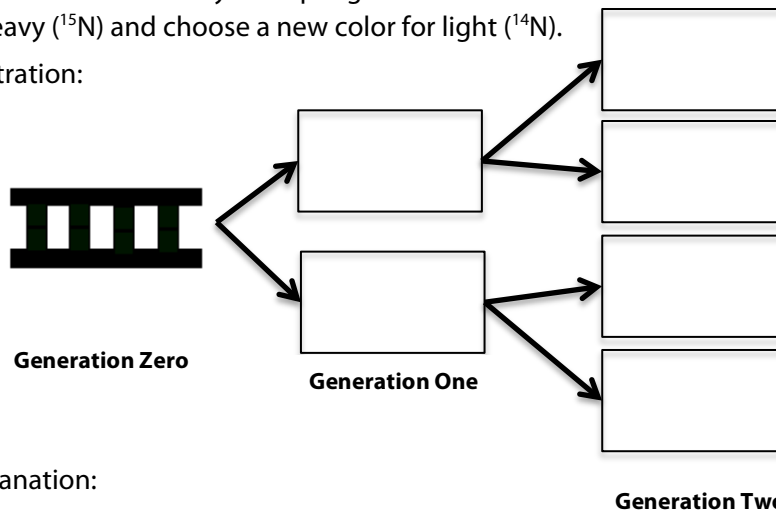 eavy (¹⁵N) and choose a new color for light (¹⁴N).
tration:
Generation Zero
Generation One
anation:
Generation Two